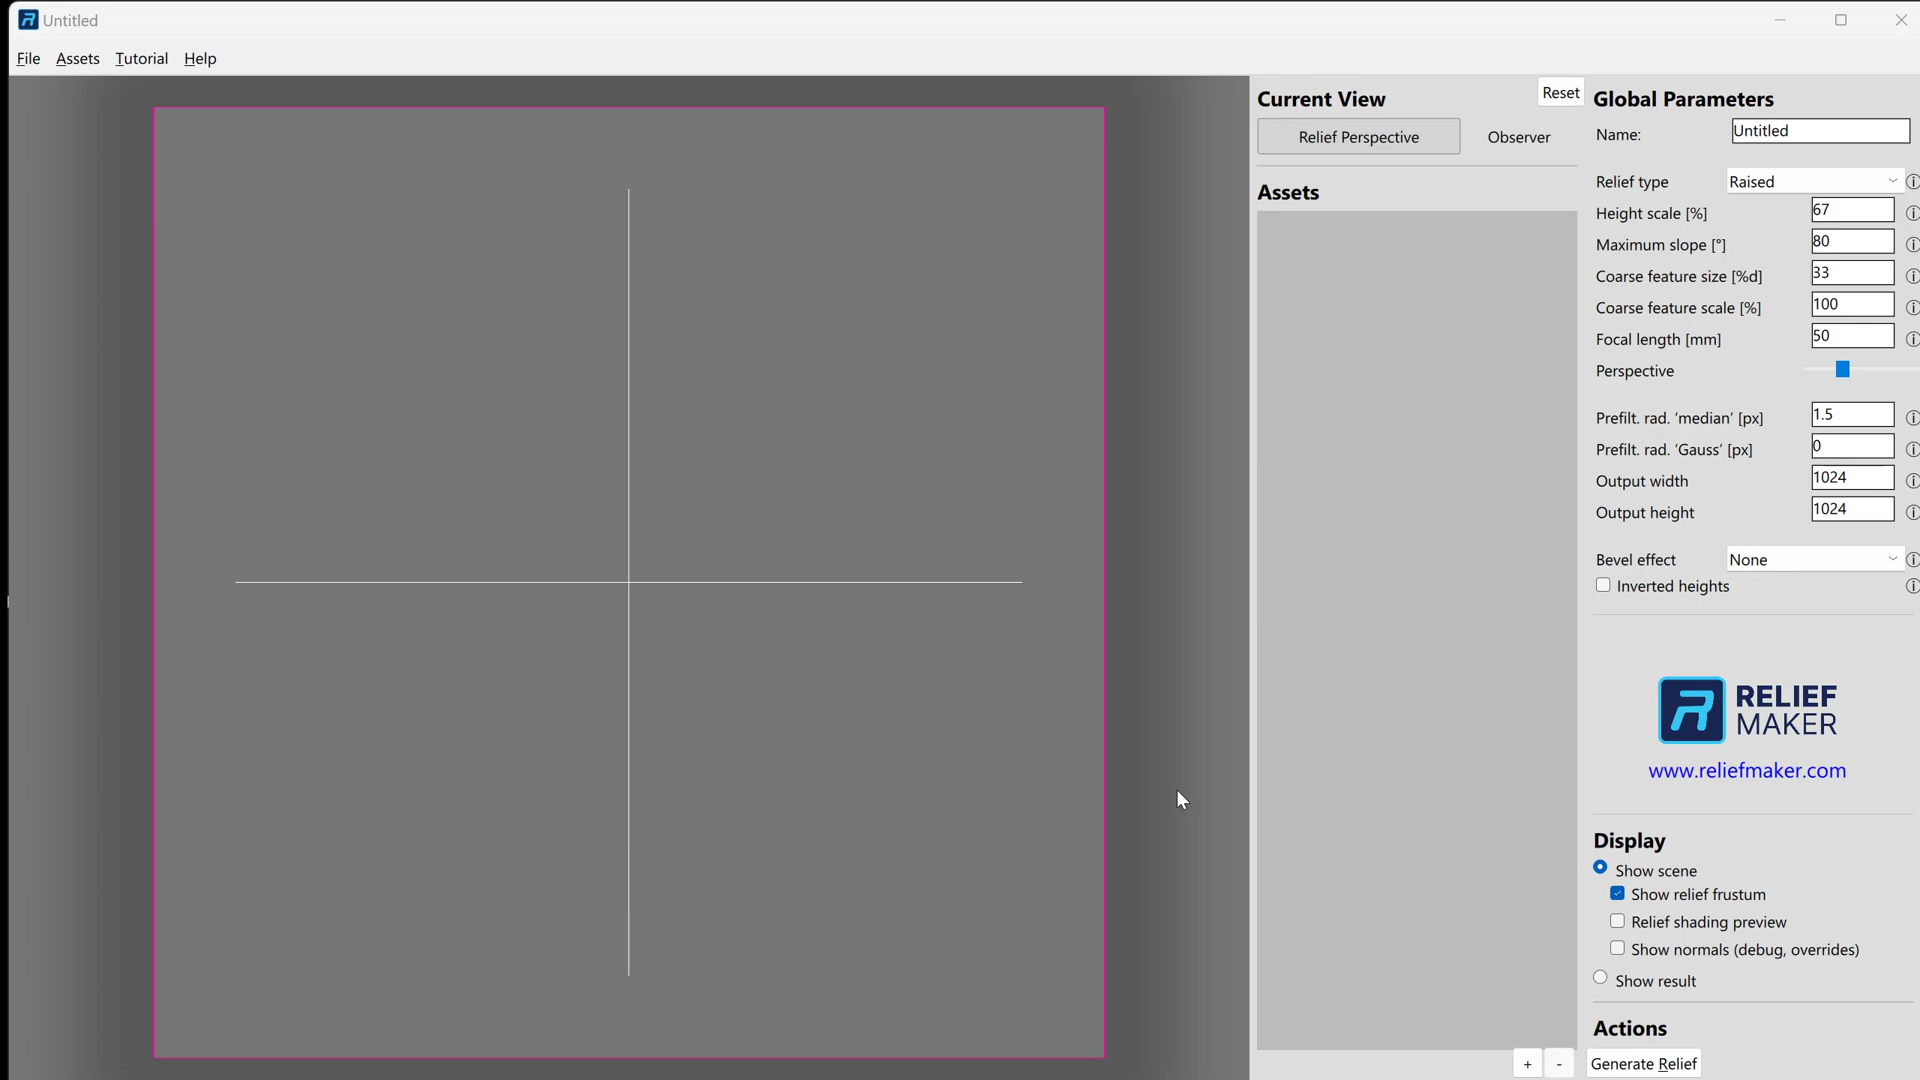 Untitled
File Assets Tutorial Help
Current View
Reset
Relief Perspective
Observer
Assets
+
-
Global Parameters
Name: Untitled
Relief type Raised
Height scale [%] 67
Maximum slope [°] 80
Coarse feature size [%d] 33
Coarse feature scale [%] 100
Focal length [mm] 50
Perspective
Prefilt. rad. ‘median’ [px] 1.5
Prefilt. rad. ‘Gauss’ [px] 0
Output width 1024
Output height 1024
Bevel effect None
Inverted heights
RELIEF
MAKER
www.reliefmaker.com
Display
Show scene
Show relief frustum
Relief shading preview
Show normals (debug, overrides)
Show result
Actions
Generate Relief